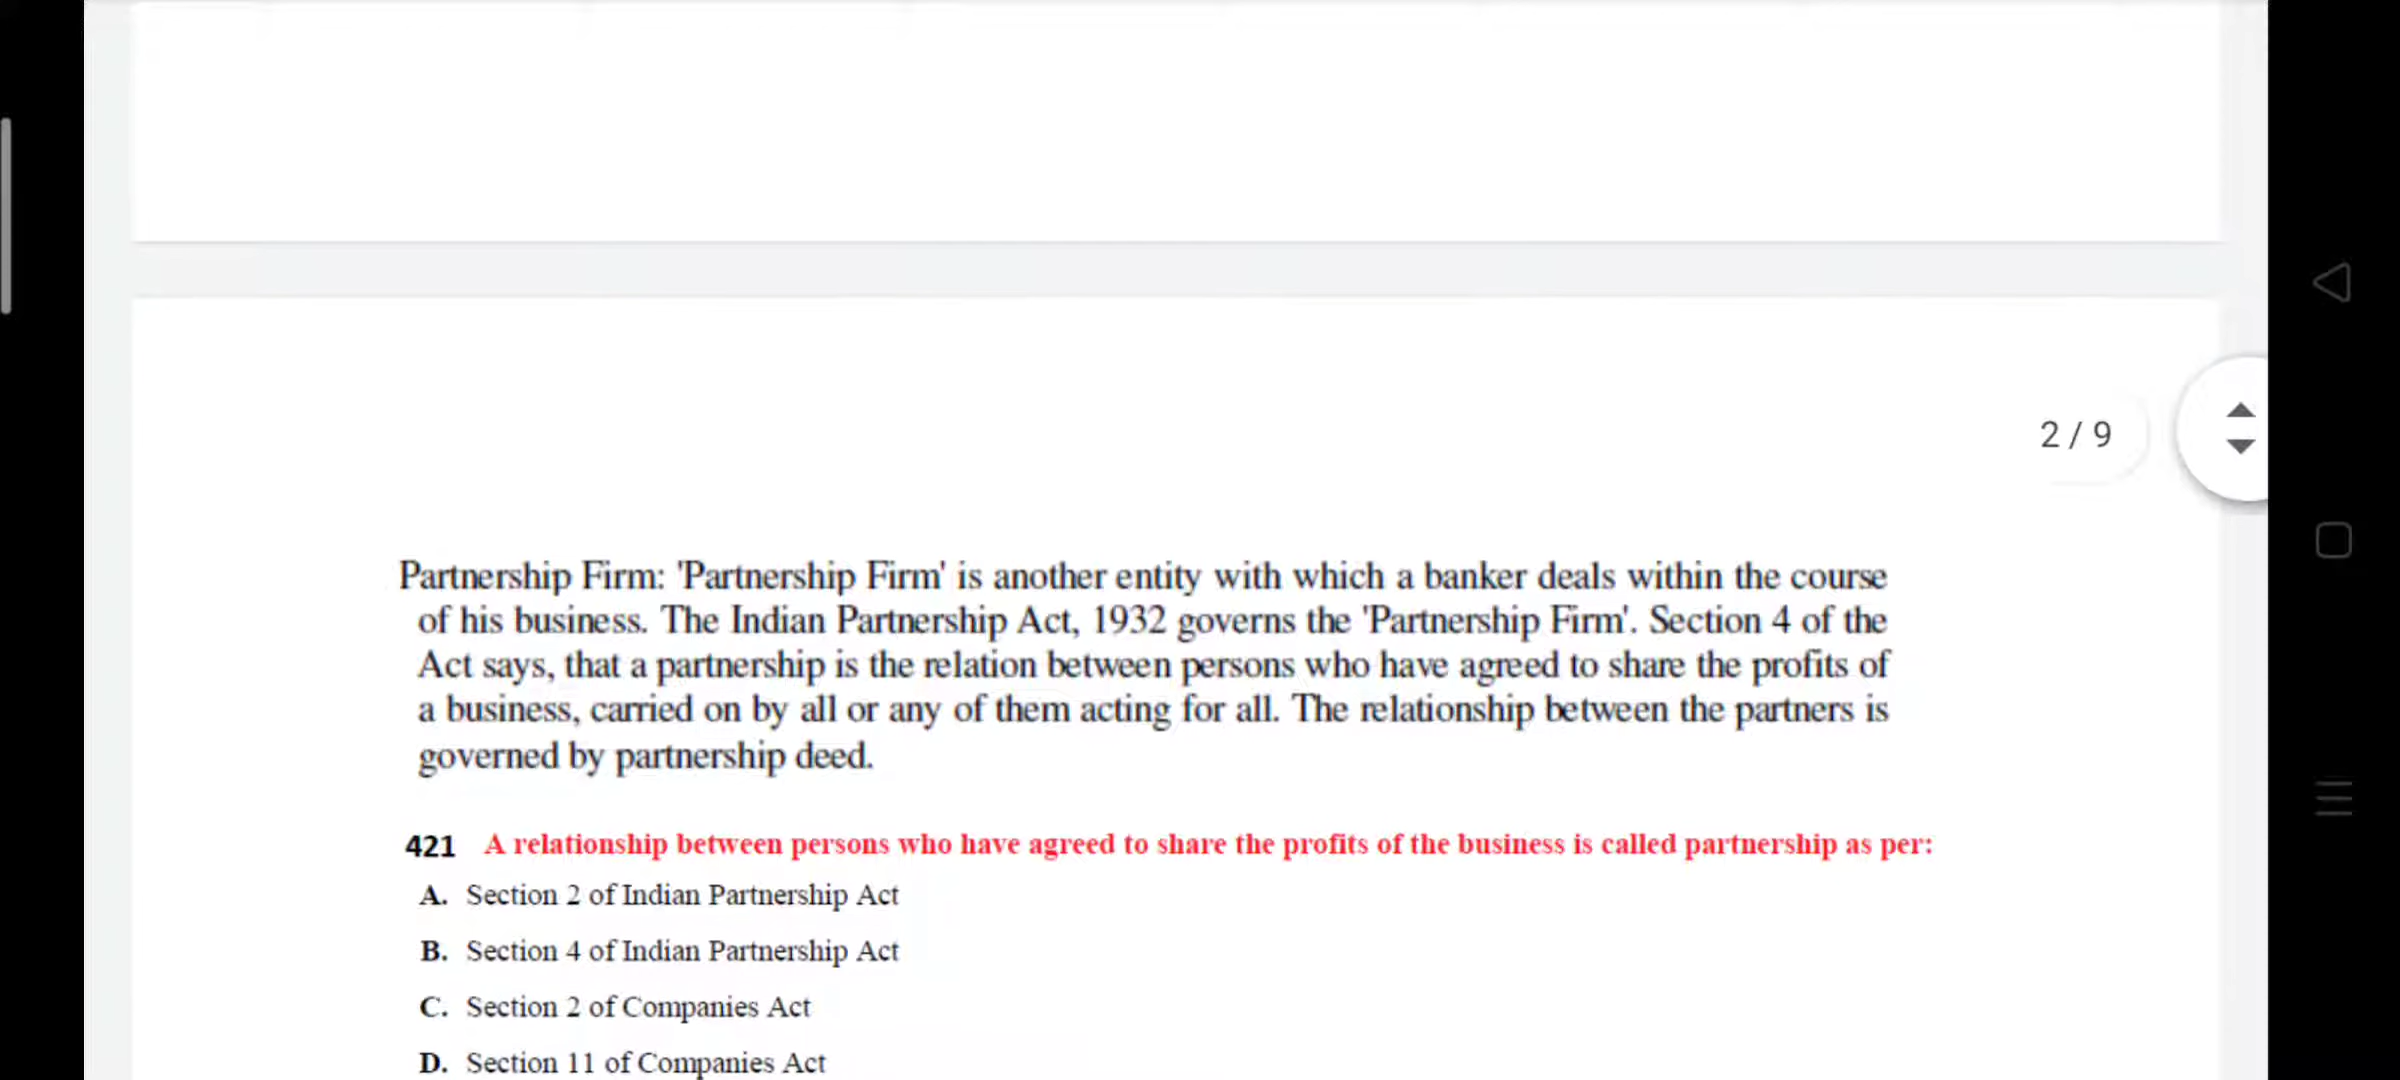 2 / 9
Partnership Firm: 'Partnership Firm' is another entity with which a banker deals within the course
of his business. The Indian Partnership Act, 1932 governs the 'Partnership Firm'. Section 4 of the
Act says, that a partnership is the relation between persons who have agreed to share the profits of
a business, carried on by all or any of them acting for all. The relationship between the partners is
governed by partnership deed.
421 A relationship between persons who have agreed to share the profits of the business is called partnership as per:
A. Section 2 of Indian Partnership Act
B. Section 4 of Indian Partnership Act
C. Section 2 of Companies Act
D. Section 11 of Companies Act